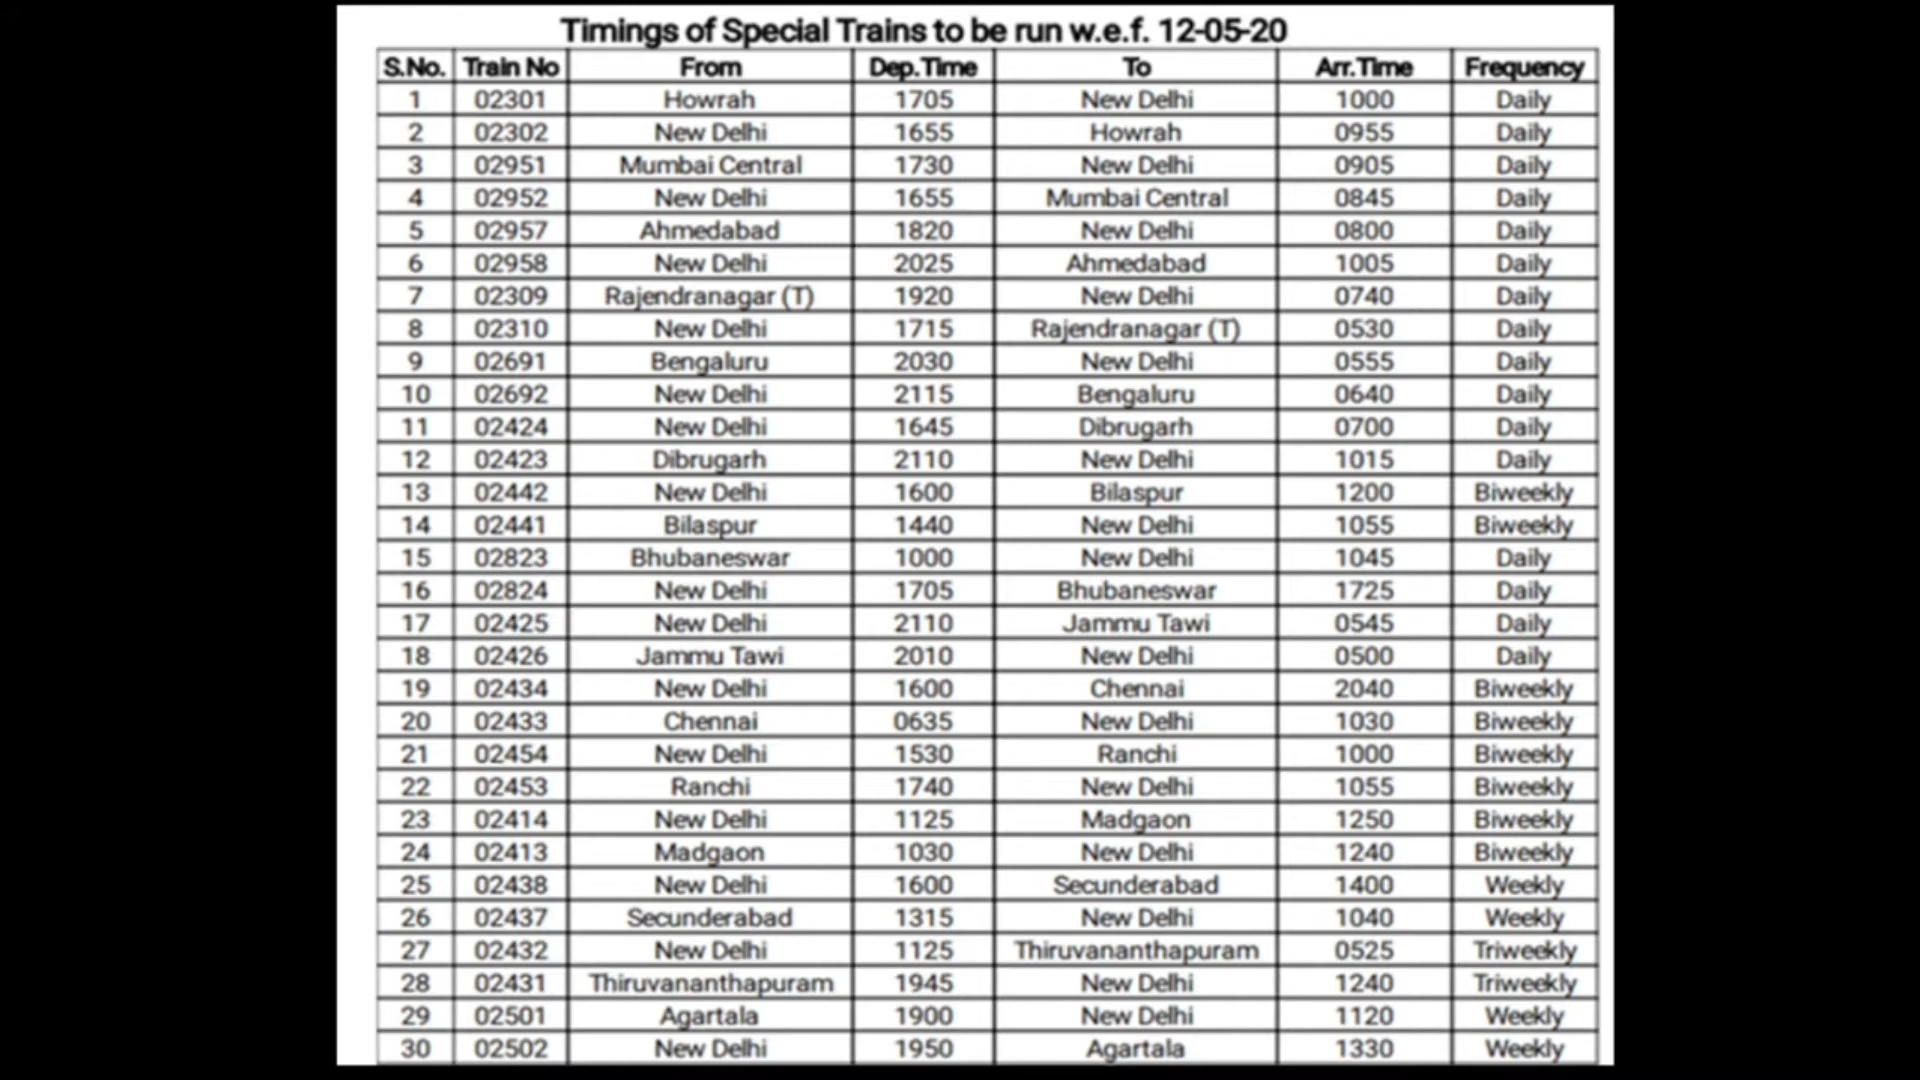 Timings of Special Trains to be run w.e.f. 12-05-20
S.No. Train No From Dep.Time To Arr.Time Frequency
1 02301 Howrah 1705 New Delhi 1000 Daily
2 02302 New Delhi 1655 Howrah 0955 Daily
3 02951 Mumbai Central 1730 New Delhi 0905 Daily
4 02952 New Delhi 1655 Mumbai Central 0845 Daily
5 02957 Ahmedabad 1820 New Delhi 0800 Daily
6 02958 New Delhi 2025 Ahmedabad 1005 Daily
7 02309 Rajendranagar (T) 1920 New Delhi 0740 Daily
8 02310 New Delhi 1715 Rajendranagar (T) 0530 Daily
9 02691 Bengaluru 2030 New Delhi 0555 Daily
10 02692 New Delhi 2115 Bengaluru 0640 Daily
11 02424 New Delhi 1645 Dibrugarh 0700 Daily
12 02423 Dibrugarh 2110 New Delhi 1015 Daily
13 02442 New Delhi 1600 Bilaspur 1200 Biweekly
14 02441 Bilaspur 1440 New Delhi 1055 Biweekly
15 02823 Bhubaneswar 1000 New Delhi 1045 Daily
16 02824 New Delhi 1705 Bhubaneswar 1725 Daily
17 02425 New Delhi 2110 Jammu Tawi 0545 Daily
18 02426 Jammu Tawi 2010 New Delhi 0500 Daily
19 02434 New Delhi 1600 Chennai 2040 Biweekly
20 02433 Chennai 0635 New Delhi 1030 Biweekly
21 02454 New Delhi 1530 Ranchi 1000 Biweekly
22 02453 Ranchi 1740 New Delhi 1055 Biweekly
23 02414 New Delhi 1125 Madgaon 1250 Biweekly
24 02413 Madgaon 1030 New Delhi 1240 Biweekly
25 02438 New Delhi 1600 Secunderabad 1400 Weekly
26 02437 Secunderabad 1315 New Delhi 1040 Weekly
27 02432 New Delhi 1125 Thiruvananthapuram 0525 Triweekly
28 02431 Thiruvananthapuram 1945 New Delhi 1240 Triweekly
29 02501 Agartala 1900 New Delhi 1120 Weekly
30 02502 New Delhi 1950 Agartala 1330 Weekly